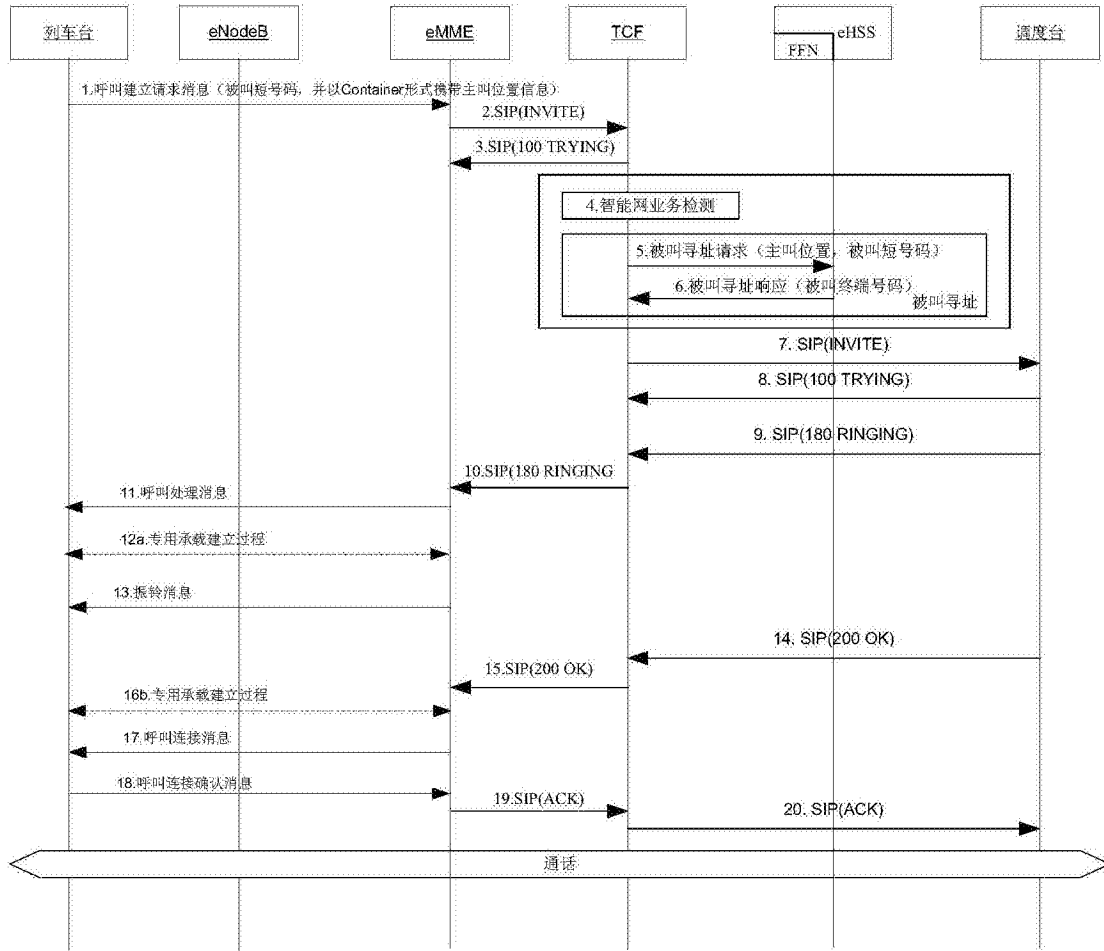 列车台
eNodeB
eMME
TCF
eHSS
FFN
调度台
1.呼叫建立请求消息（被叫短号码，并以Container形式携带主叫位置信息）
2.SIP(INVITE)
3.SIP(100 TRYING)
4.智能网业务检测
5.被叫寻址请求（主叫位置，被叫短号码）
6.被叫寻址响应（被叫终端号码）
被叫寻址
7. SIP(INVITE)
8. SIP(100 TRYING)
9. SIP(180 RINGING)
10.SIP(180 RINGING
11.呼叫处理消息
12a.专用承载建立过程
13.振铃消息
14. SIP(200 OK)
15.SIP(200 OK)
16b.专用承载建立过程
17.呼叫连接消息
18.呼叫连接确认消息
19.SIP(ACK)
20. SIP(ACK)
通话